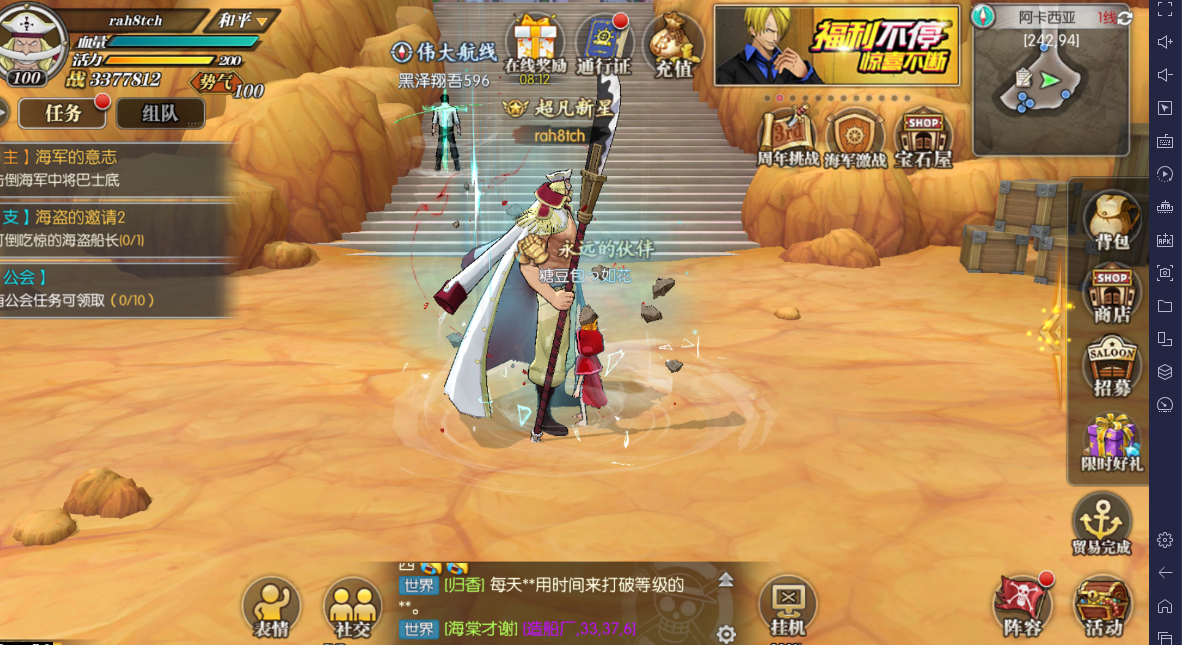 rah8tch
和平
血量
活力
200
100
战 3377812
势气 100
任务
组队
主】海军的意志
击倒海军中将巴士底
支】海盗的邀请2
打倒吃惊的海盗船长(0/1)
公会】
有公会任务可领取（0/10）
伟大航线
黑泽翔吾596
在线奖励
08:12
通行证
充值
超凡新星
rah8tch
永远的伙伴
糖豆包つ如花
福利不停
惊喜不断
3rd
周年挑战
海军激战
SHOP
宝石屋
阿卡西亚 1线
[242,94]
背包
SHOP
商店
SALOON
招募
限时好礼
贸易完成
阵容
活动
表情
社交
世界 [归香] 每天**用时间来打破等级的
**。
世界 [海棠才谢] [造船厂,33,37,6]
挂机